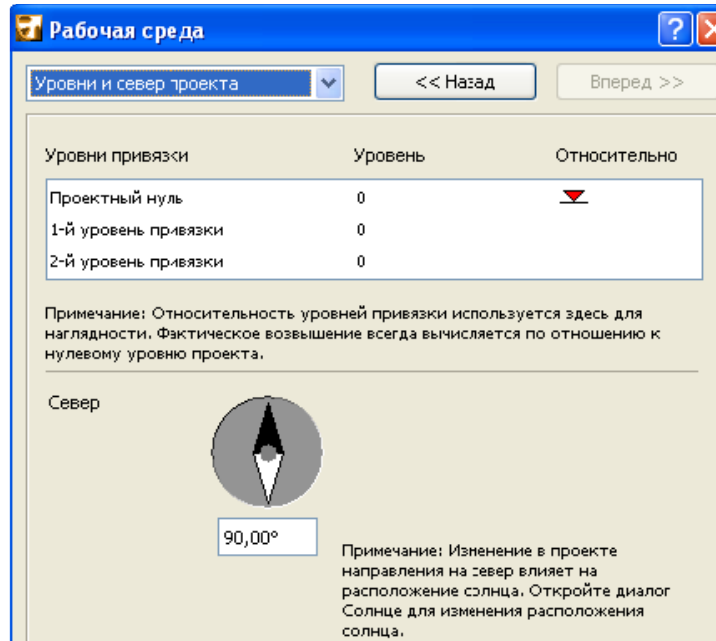 Рабочая среда
Уровни и север проекта
<< Назад
Вперед >>
Уровни привязки Уровень Относительно
Проектный нуль 0
1-й уровень привязки 0
2-й уровень привязки 0
Примечание: Относительность уровней привязки используется здесь для
наглядности. Фактическое возвышение всегда вычисляется по отношению к
нулевому уровню проекта.
Север
90,00°
Примечание: Изменение в проекте
направления на север влияет на
расположение солнца. Откройте диалог
Солнце для изменения расположения
солнца.